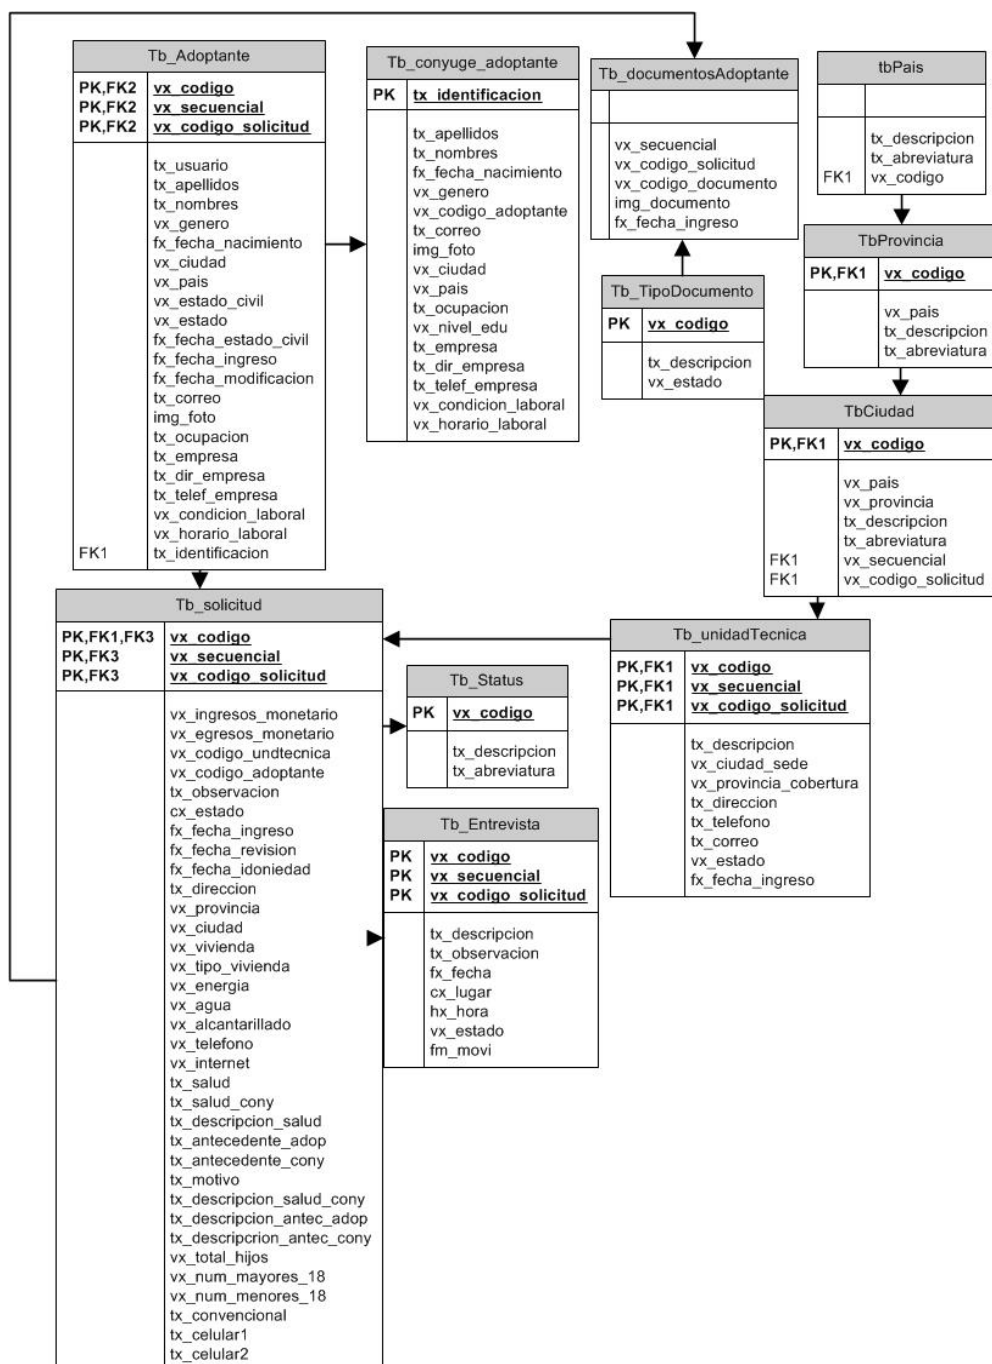 Tb_Adoptante
PK,FK2 vx_codigo
PK,FK2 vx_secuencial
PK,FK2 vx_codigo_solicitud
tx_usuario
tx_apellidos
tx_nombres
vx_genero
fx_fecha_nacimiento
vx_ciudad
vx_pais
vx_estado_civil
vx_estado
fx_fecha_estado_civil
fx_fecha_ingreso
fx_fecha_modificacion
tx_correo
img_foto
tx_ocupacion
tx_empresa
tx_dir_empresa
tx_telef_empresa
vx_condicion_laboral
vx_horario_laboral
FK1 tx_identificacion
Tb_conyuge_adoptante
PK tx_identificacion
tx_apellidos
tx_nombres
fx_fecha_nacimiento
vx_genero
vx_codigo_adoptante
tx_correo
img_foto
vx_ciudad
vx_pais
tx_ocupacion
vx_nivel_edu
tx_empresa
tx_dir_empresa
tx_telef_empresa
vx_condicion_laboral
vx_horario_laboral
Tb_documentosAdoptante
vx_secuencial
vx_codigo_solicitud
vx_codigo_documento
img_documento
fx_fecha_ingreso
tbPais
tx_descripcion
tx_abreviatura
FK1 vx_codigo
TbProvincia
PK,FK1 vx_codigo
vx_pais
tx_descripcion
tx_abreviatura
Tb_TipoDocumento
PK vx_codigo
tx_descripcion
vx_estado
TbCiudad
PK,FK1 vx_codigo
vx_pais
vx_provincia
tx_descripcion
tx_abreviatura
FK1 vx_secuencial
FK1 vx_codigo_solicitud
Tb_solicitud
PK,FK1,FK3 vx_codigo
PK,FK3 vx_secuencial
PK,FK3 vx_codigo_solicitud
vx_ingresos_monetario
vx_egresos_monetario
vx_codigo_undtecnica
vx_codigo_adoptante
tx_observacion
cx_estado
fx_fecha_ingreso
fx_fecha_revision
fx_fecha_idoniedad
tx_direccion
vx_provincia
vx_ciudad
vx_vivienda
vx_tipo_vivienda
vx_energia
vx_agua
vx_alcantarillado
vx_telefono
vx_internet
tx_salud
tx_salud_cony
tx_descripcion_salud
tx_antecedente_adop
tx_antecedente_cony
tx_motivo
tx_descripcion_salud_cony
tx_descripcion_antec_adop
tx_descripcrion_antec_cony
vx_total_hijos
vx_num_mayores_18
vx_num_menores_18
tx_convencional
tx_celular1
tx_celular2
Tb_Status
PK vx_codigo
tx_descripcion
tx_abreviatura
Tb_Entrevista
PK vx_codigo
PK vx_secuencial
PK vx_codigo_solicitud
tx_descripcion
tx_observacion
fx_fecha
cx_lugar
hx_hora
vx_estado
fm_movi
Tb_unidadTecnica
PK,FK1 vx_codigo
PK,FK1 vx_secuencial
PK,FK1 vx_codigo_solicitud
tx_descripcion
vx_ciudad_sede
vx_provincia_cobertura
tx_direccion
tx_telefono
tx_correo
vx_estado
fx_fecha_ingreso